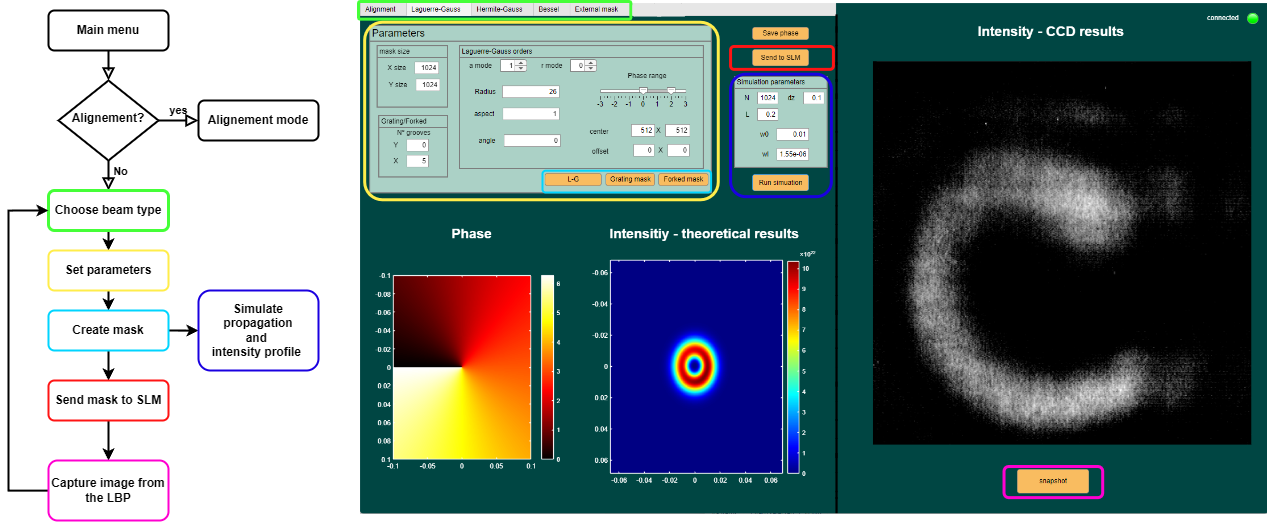 Main menu
Alignement?
yes
Alignement mode
No
Choose beam type
Set parameters
Create mask
Simulate
propagation
and
intensity profile
Send mask to SLM
Capture image from
the LBP
Alignment
Laguerre-Gauss
Hermite-Gauss
Bessel
External mask
Parameters
mask size
X size 1024
Y size 1024
Grating/Forked
N° grooves
Y 0
X 5
Laguerre-Gauss orders
a mode 1
r mode 0
Radius 26
aspect 1
angle 0
Phase range
-3 -2 -1 0 1 2 3
center 512 X 512
offset 0 X 0
L-G
Grating mask
Forked mask
Save phase
Send to SLM
Simulation parameters
N 1024 dz 0.1
L 0.2
w0 0.01
wl 1.55e-06
Run simuation
Phase
-0.1
-0.08
-0.06
-0.04
-0.02
0
0.02
0.04
0.06
0.08
0.1
-0.1 -0.05 0 0.05 0.1
6
5
4
3
2
1
0
Intensitiy - theoretical results
-0.06
-0.04
-0.02
0
0.02
0.04
0.06
-0.06 -0.04 -0.02 0 0.02 0.04 0.06
10
9
8
7
6
5
4
3
2
1
0
connected
Intensity - CCD results
snapshot